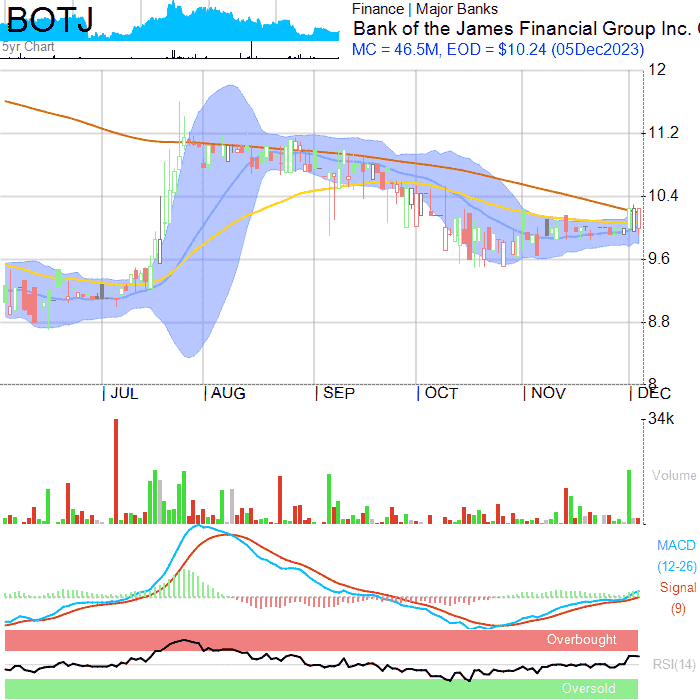 BOTJ
5yr Chart
Finance | Major Banks
Bank of the James Financial Group Inc. (
MC = 46.5M, EOD = $10.24 (05Dec2023)
12
11.2
10.4
9.6
8.8
8
JUL AUG SEP OCT NOV DEC
34k
Volume
MACD
(12-26)
Signal
(9)
Overbought
RSI(14)
Oversold